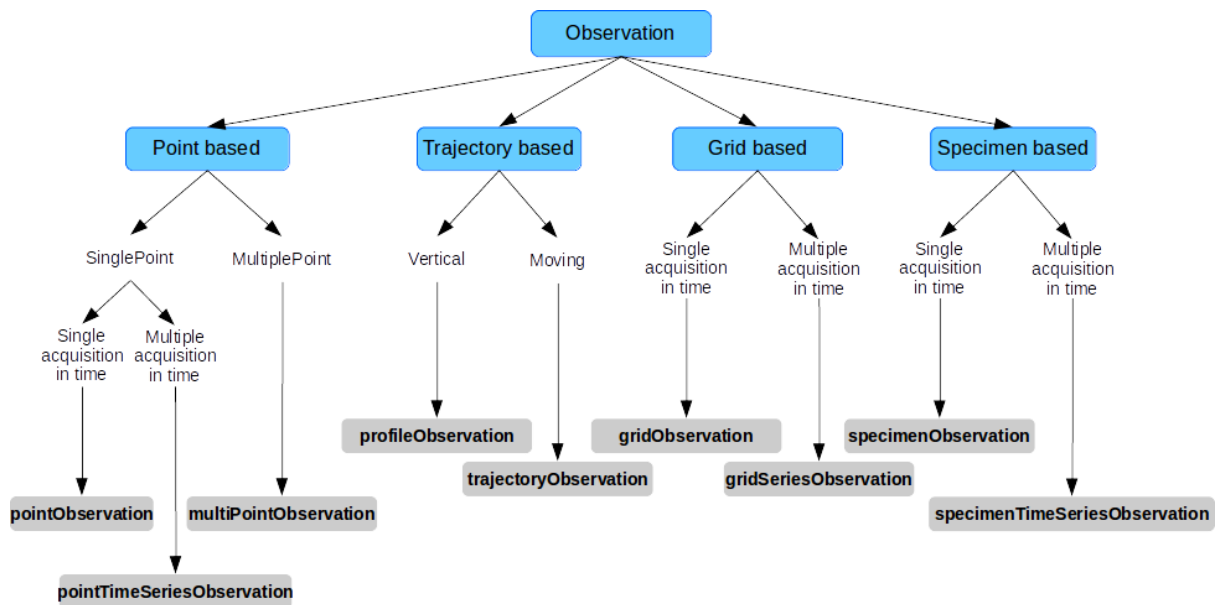 Observation
Point based
Trajectory based
Grid based
Specimen based
SinglePoint
MultiplePoint
Vertical
Moving
Single
acquisition
in time
Multiple
acquisition
in time
Single
acquisition
in time
Multiple
acquisition
in time
Single
acquisition
in time
Multiple
acquisition
in time
profileObservation
gridObservation
specimenObservation
trajectoryObservation
gridSeriesObservation
pointObservation
multiPointObservation
specimenTimeSeriesObservation
pointTimeSeriesObservation